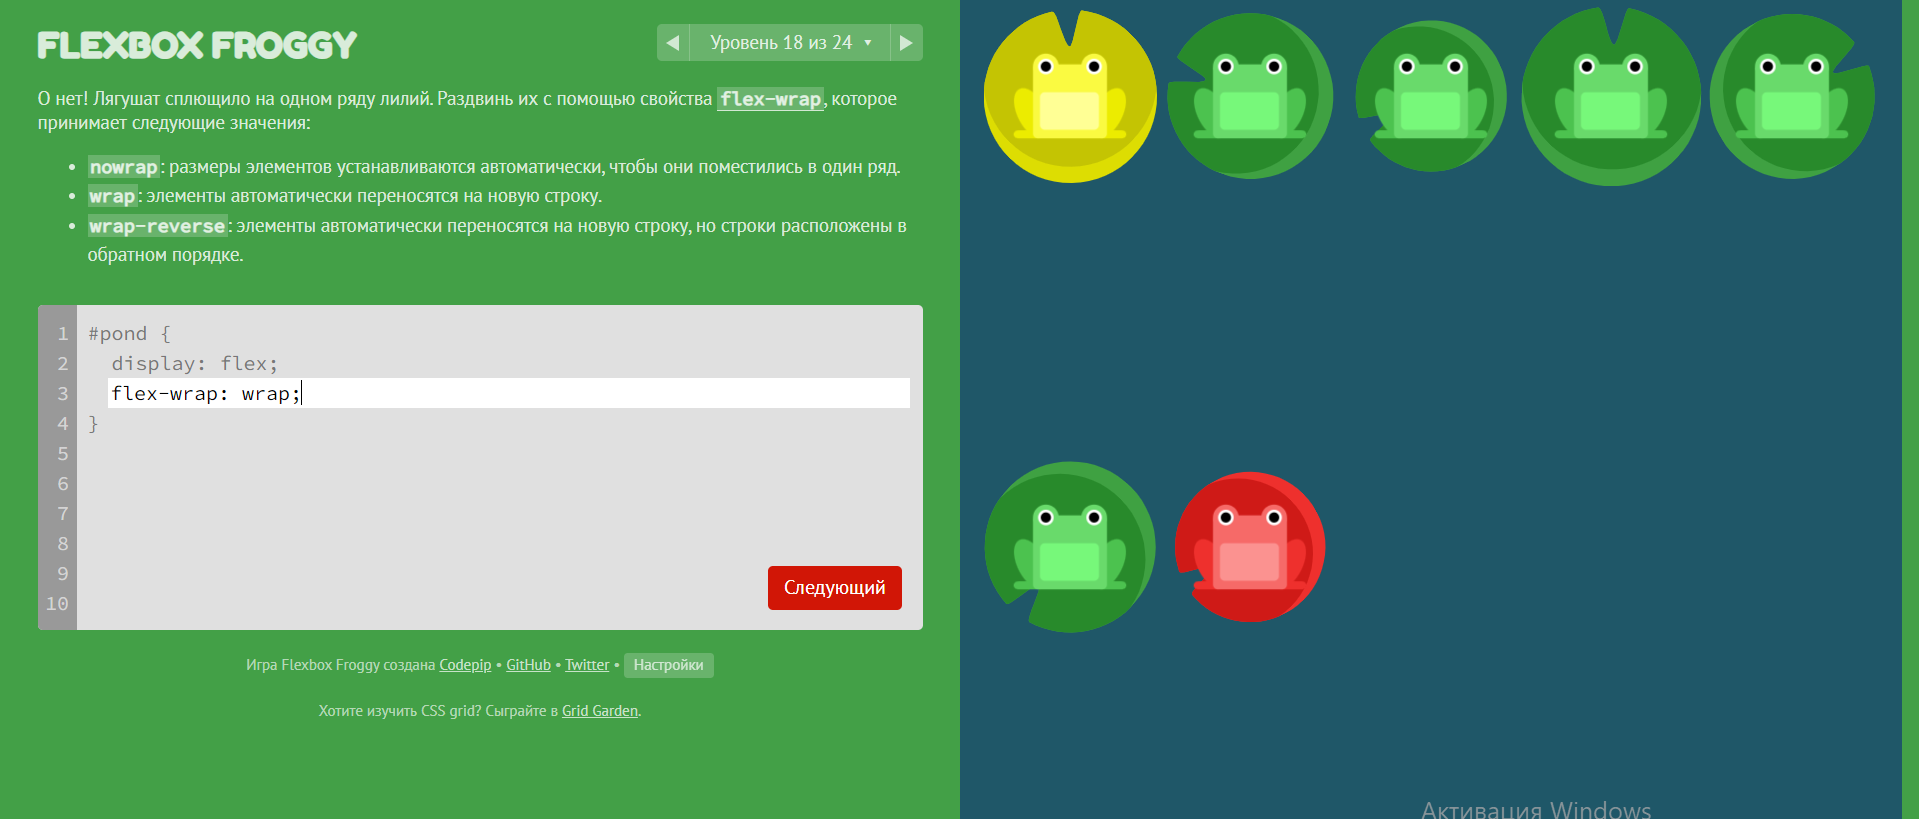 FLEXBOX FROGGY
Уровень 18 из 24
О нет! Лягушат сплющило на одном ряду лилий. Раздвинь их с помощью свойства flex-wrap, которое
принимает следующие значения:
• nowrap: размеры элементов устанавливаются автоматически, чтобы они поместились в один ряд.
• wrap: элементы автоматически переносятся на новую строку.
• wrap-reverse: элементы автоматически переносятся на новую строку, но строки расположены в
обратном порядке.
1 #pond {
2 display: flex;
3 flex-wrap: wrap;
4 }
5
6
7
8
9
10
Следующий
Игра Flexbox Froggy создана Codepip • GitHub • Twitter • Настройки
Хотите изучить CSS grid? Сыграйте в Grid Garden.
Активация Windows